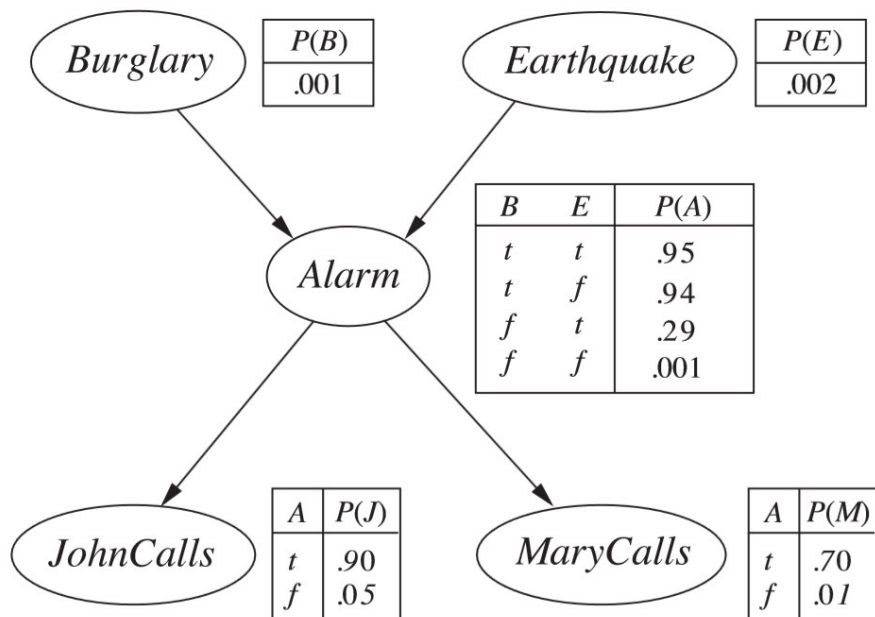 Burglary
P(B)
.001
Earthquake
P(E)
.002
Alarm
B E P(A)
t t .95
t f .94
f t .29
f f .001
JohnCalls
A P(J)
t .90
f .05
MaryCalls
A P(M)
t .70
f .01